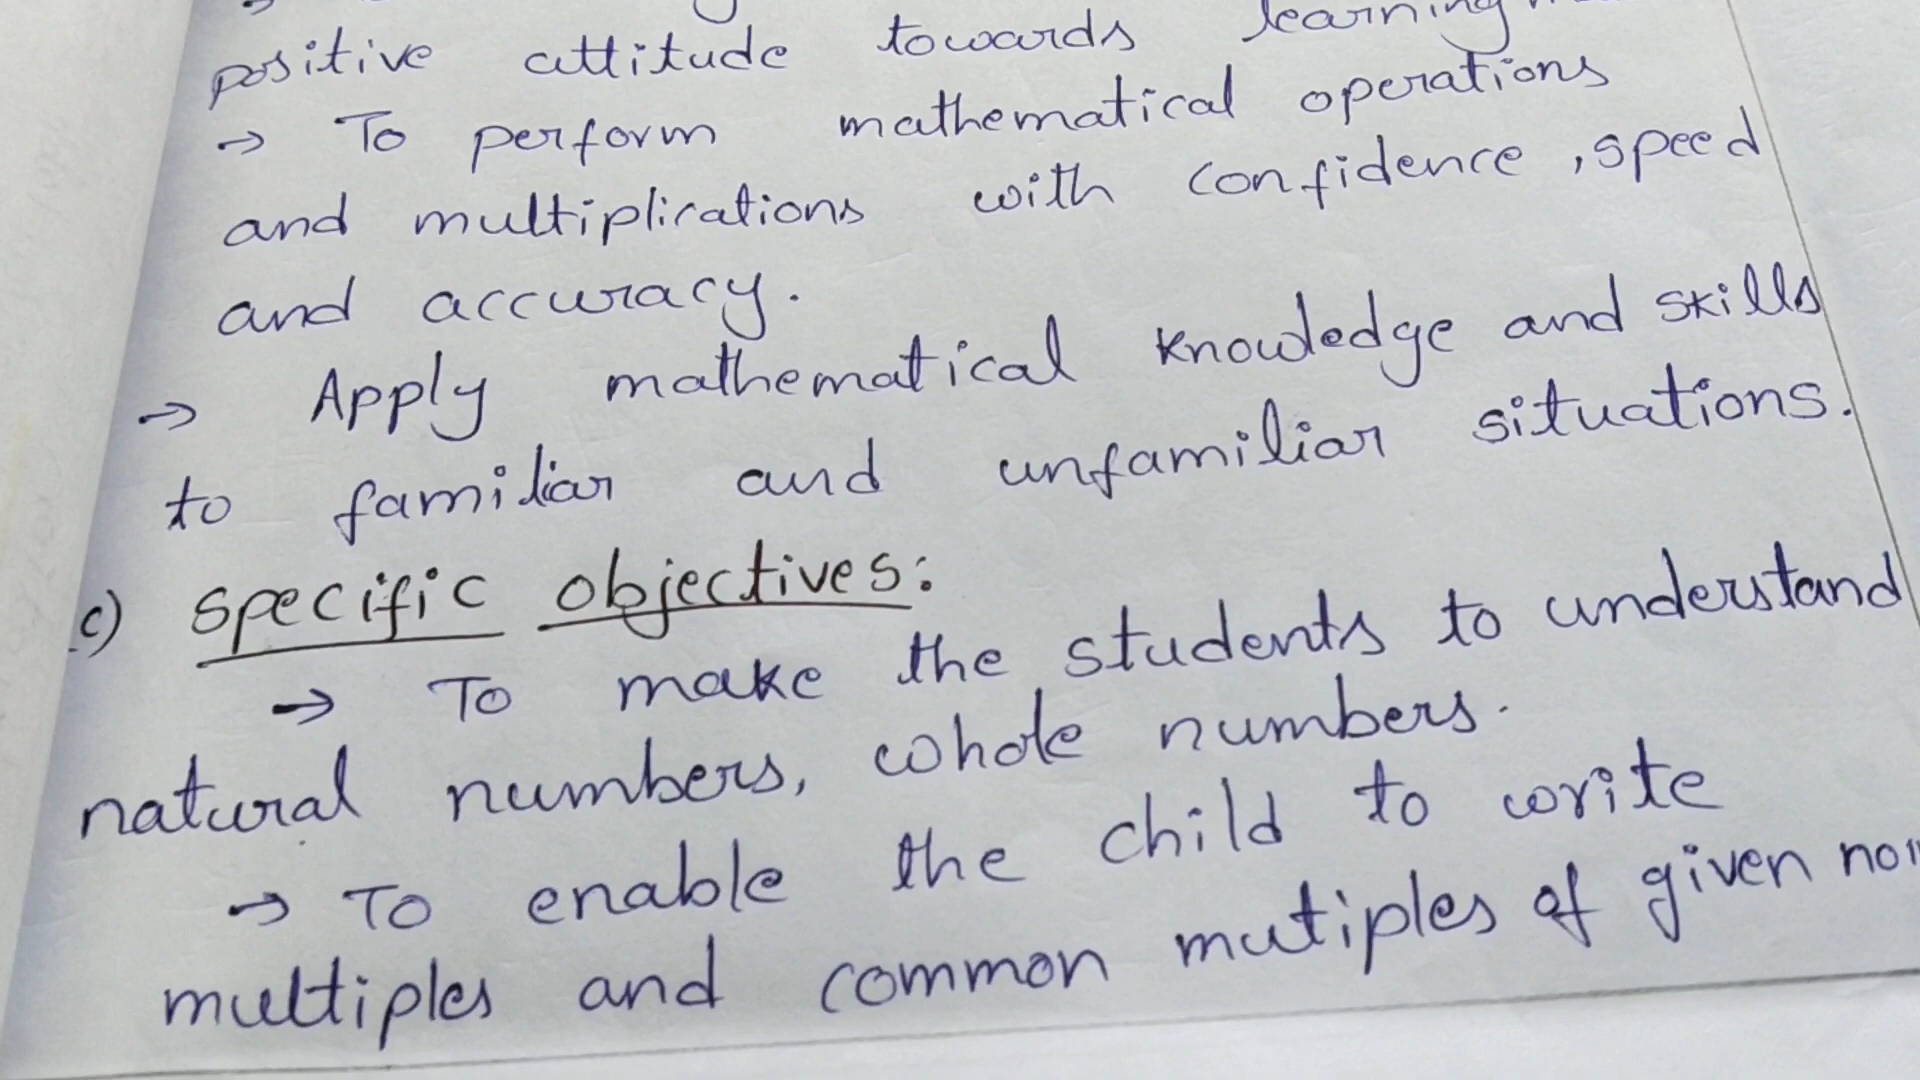 positive attitude towards learning
→ To perform mathematical operations
and multiplications with confidence, speed
and accuracy.
→ Apply mathematical knowledge and skills
to familiar and unfamiliar situations.
c) specific objectives:
→ To make the students to understand
natural numbers, whole numbers.
→ To enable the child to write
multiples and common mutiples of given